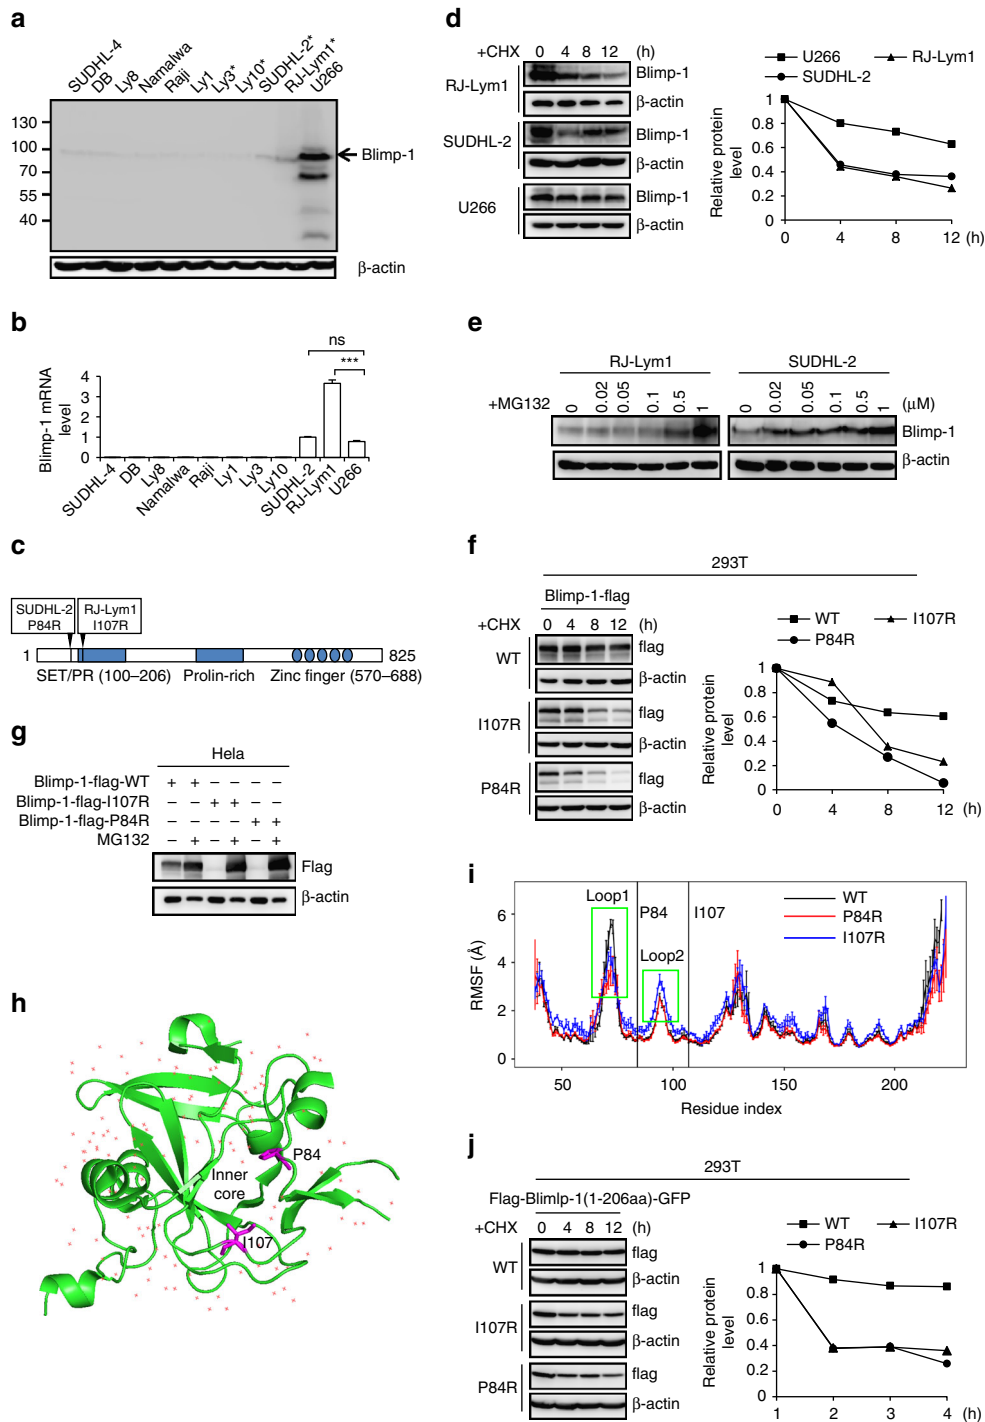 a
SUDHL-4
DB
Ly8
Namalwa
Raiji
Ly1
Ly3*
Ly10*
SUDHL-2*
RJ-Lym1*
U266
130
100
70
55
40
Blimp-1
β-actin
b
ns
***
Blimp-1 mRNA level
4
3
2
1
0
SUDHL-4
DB
Ly8
Namalwa
Raiji
Ly1
Ly3
Ly10
SUDHL-2
RJ-Lym1
U266
c
SUDHL-2 P84R
RJ-Lym1 I107R
1
825
SET/PR (100–206)
Prolin-rich
Zinc finger (570–688)
d
+CHX 0 4 8 12 (h)
RJ-Lym1
Blimp-1
β-actin
SUDHL-2
Blimp-1
β-actin
U266
Blimp-1
β-actin
U266
RJ-Lym1
SUDHL-2
Relative protein level
1
0.8
0.6
0.4
0.2
0
0 4 8 12 (h)
e
RJ-Lym1
SUDHL-2
+MG132 0 0.02 0.05 0.1 0.5 1 0 0.02 0.05 0.1 0.5 1 (μM)
Blimp-1
β-actin
f
293T
Blimp-1-flag
+CHX 0 4 8 12 (h)
WT
flag
β-actin
I107R
flag
β-actin
P84R
flag
β-actin
WT
I107R
P84R
Relative protein level
1
0.8
0.6
0.4
0.2
0
0 4 8 12 (h)
g
Hela
Blimp-1-flag-WT + + – – – –
Blimp-1-flag-I107R – – + + – –
Blimp-1-flag-P84R – – – – + +
MG132 – + – + – +
Flag
β-actin
h
P84
Inner core
I107
i
Loop1
P84
I107
Loop2
WT
P84R
I107R
RMSF (Å)
6
4
2
0
50 100 150 200
Residue index
j
293T
Flag-Blimlp-1(1-206aa)-GFP
+CHX 0 4 8 12 (h)
WT
flag
β-actin
I107R
flag
β-actin
P84R
flag
β-actin
WT
I107R
P84R
Relative protein level
1
0.8
0.6
0.4
0.2
0
1 2 3 4 (h)